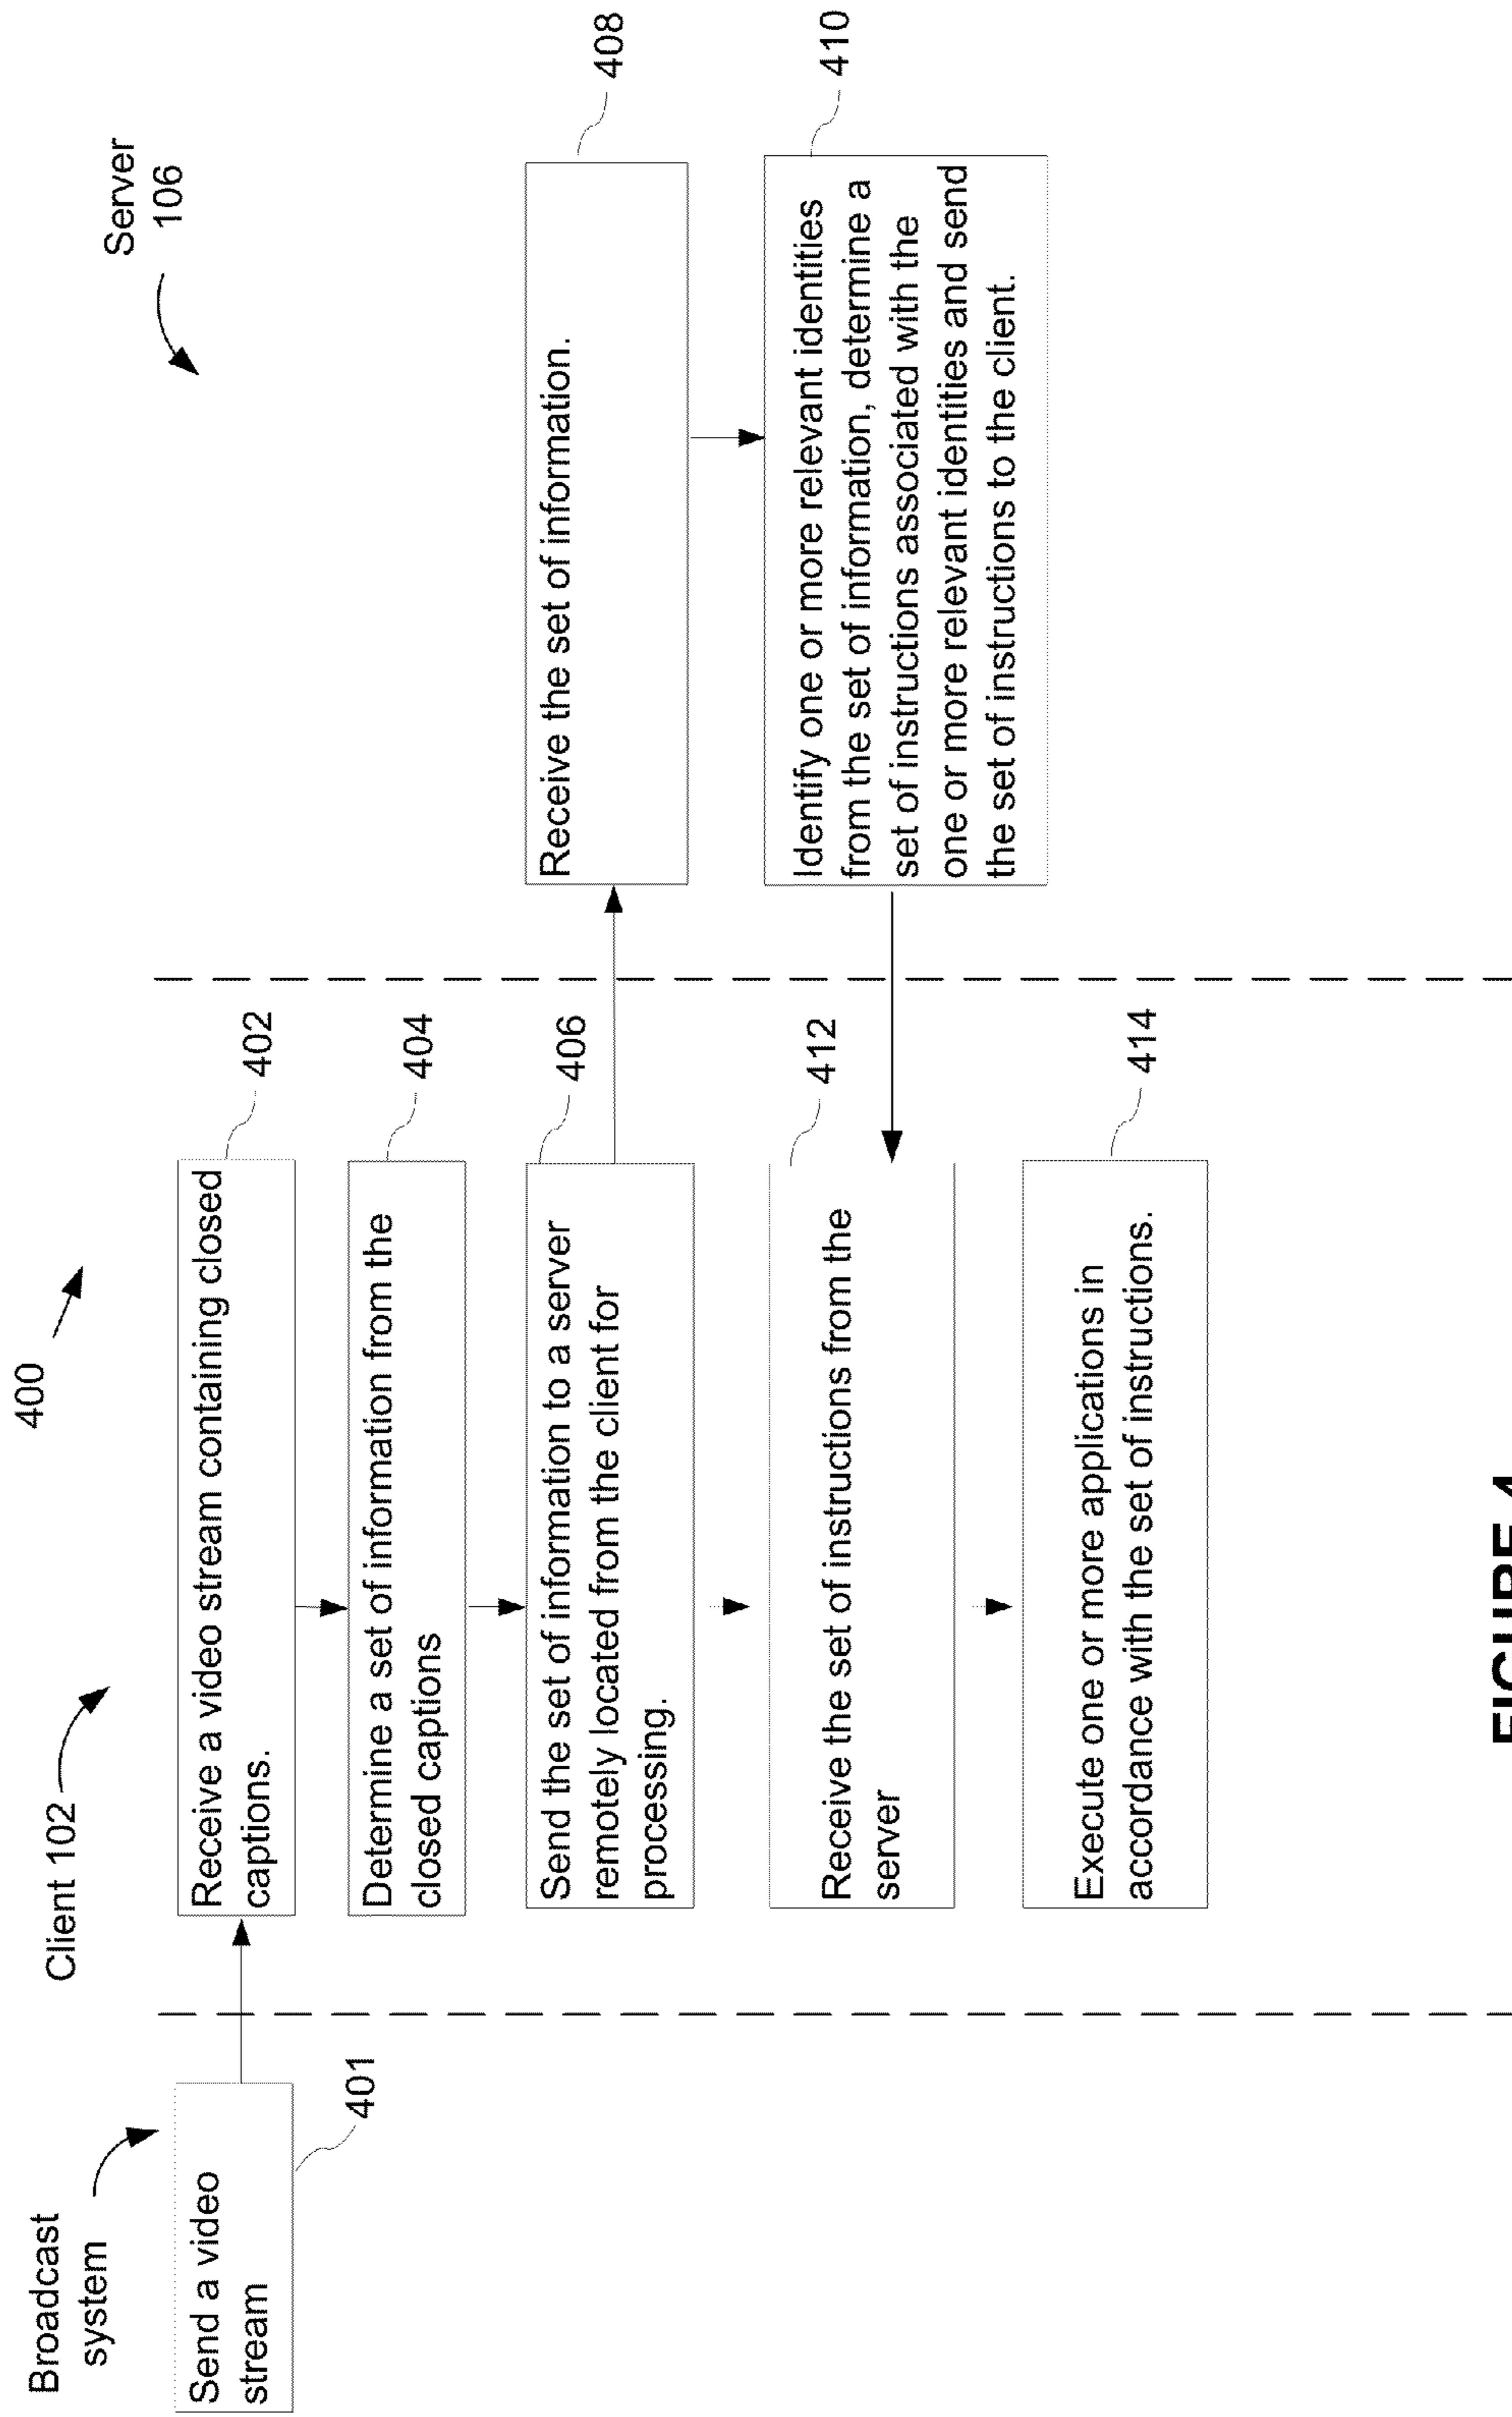 400
Broadcast
system
Client 102
Server
106
Send a video
stream
401
Receive a video stream containing closed
captions.
402
Determine a set of information from the
closed captions
404
Send the set of information to a server
remotely located from the client for
processing.
406
Receive the set of information.
408
Identify one or more relevant identities
from the set of information, determine a
set of instructions associated with the
one or more relevant identities and send
the set of instructions to the client.
410
Receive the set of instructions from the
server
412
Execute one or more applications in
accordance with the set of instructions.
414
FIGURE 4